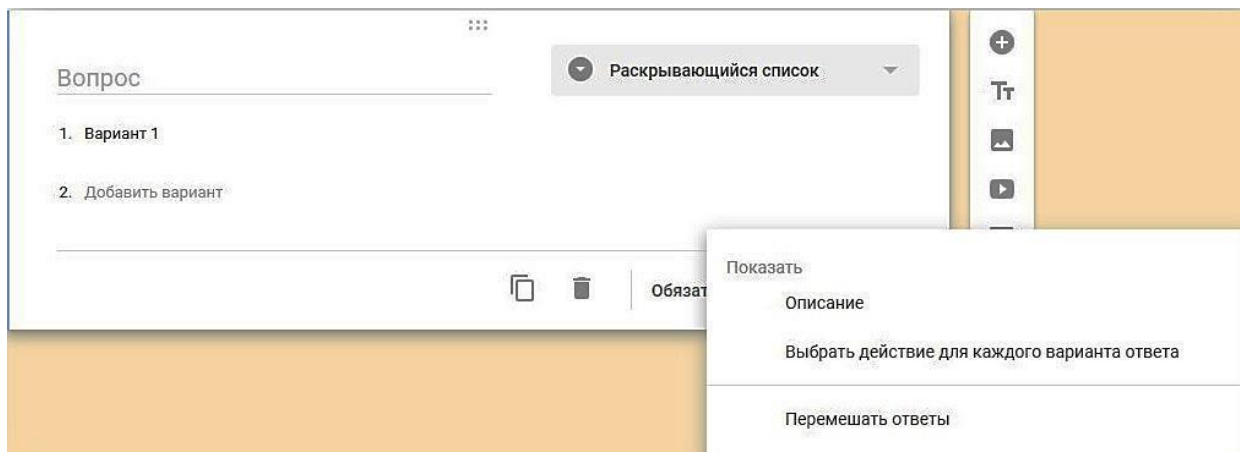 Вопрос
Раскрывающийся список
Тт
1. Вариант 1
2. Добавить вариант
Обязат
Показать
Описание
Выбрать действие для каждого варианта ответа
Перемешать ответы